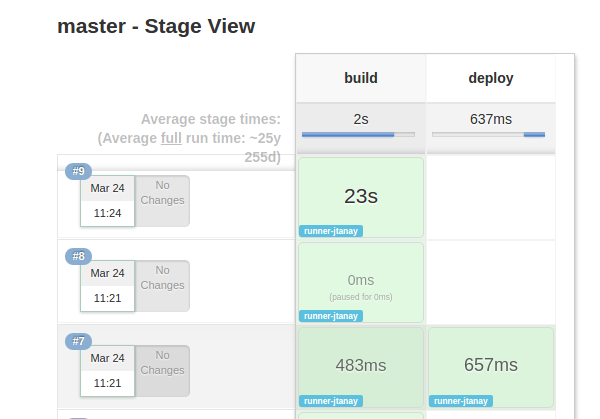 master - Stage View
build
deploy
Average stage times:
(Average full run time: ~25y
255d)
2s
637ms
#9
Mar 24
11:24
No
Changes
23s
runner-jtanay
#8
Mar 24
11:21
No
Changes
0ms
(paused for 0ms)
runner-jtanay
#7
Mar 24
11:21
No
Changes
483ms
runner-jtanay
657ms
runner-jtanay